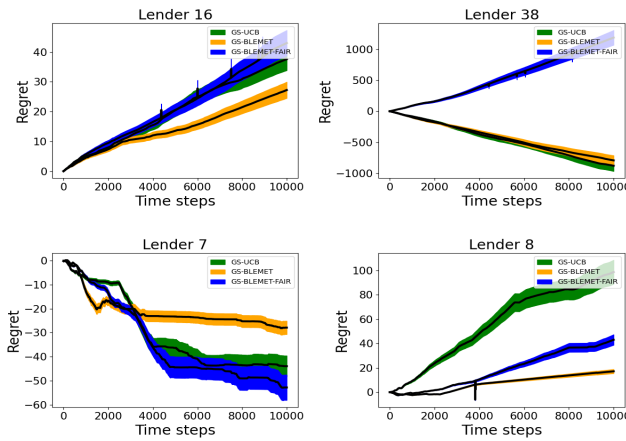 Lender 16
GS-UCB
GS-BLEMET
GS-BLEMET-FAIR
40
30
20
10
0
Regret
0 2000 4000 6000 8000 10000
Time steps
Lender 38
GS-UCB
GS-BLEMET
GS-BLEMET-FAIR
1000
500
0
−500
−1000
Regret
0 2000 4000 6000 8000 10000
Time steps
Lender 7
GS-UCB
GS-BLEMET
GS-BLEMET-FAIR
0
−10
−20
−30
−40
−50
−60
Regret
0 2000 4000 6000 8000 10000
Time steps
Lender 8
GS-UCB
GS-BLEMET
GS-BLEMET-FAIR
100
80
60
40
20
0
Regret
0 2000 4000 6000 8000 10000
Time steps